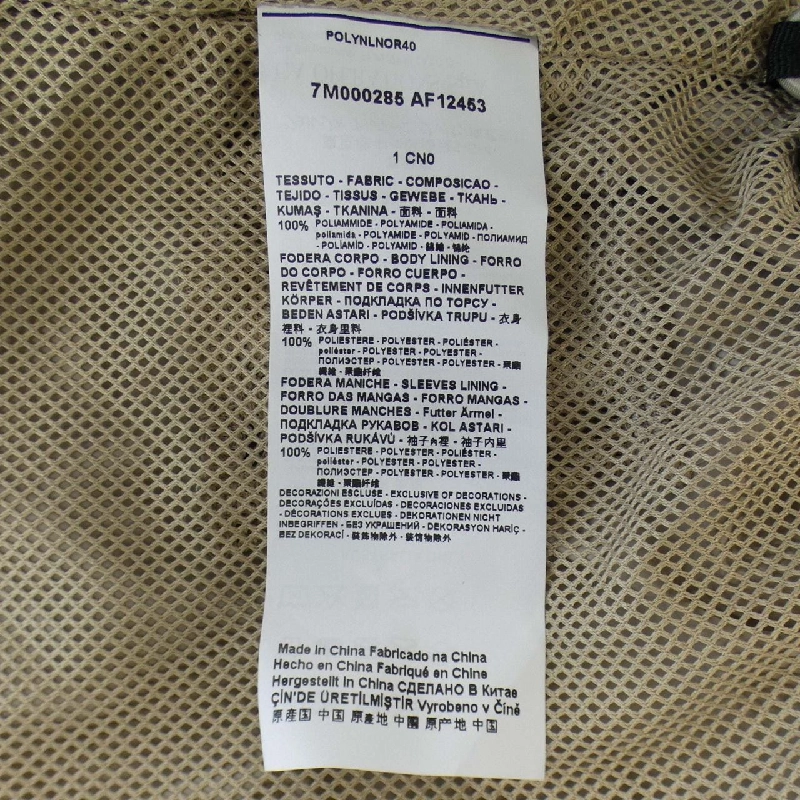 POLYNLNOR40
7M000285 AF12453
1 CN0
TESSUTO - FABRIC - COMPOSICAO -
TEJIDO - TISSUS - GEWEBE - ТКАНЬ -
KUMAŞ - TKANINA - 面料 - 面料
100% POLIAMMIDE - POLYAMIDE - POLIAMIDA -
poliamida - POLYAMIDE - POLYAMID - ПОЛИАМИД
- POLİAMİD - POLYAMID -
FODERA CORPO - BODY LINING - FORRO
DO CORPO - FORRO CUERPO -
REVÊTEMENT DE CORPS - INNENFUTTER
KÖRPER - ПОДКЛАДКА ПО ТОРСУ -
BEDEN ASTARI - PODŠÍVKA TRUPU - 衣身
裡料 - 衣身里料
100% POLIESTERE - POLYESTER - POLIÉSTER -
poliéster - POLYESTER - POLYESTER -
ПОЛИЭСТЕР - POLYESTER - POLYESTER - 聚酯
纖維 - 聚酯纤维
FODERA MANICHE - SLEEVES LINING -
FORRO DAS MANGAS - FORRO MANGAS -
DOUBLURE MANCHES - Futter Ärmel -
ПОДКЛАДКА РУКАВОВ - KOL ASTARI -
PODŠÍVKA RUKÁVŮ - 袖子內裡 - 袖子内里
100% POLIESTERE - POLYESTER - POLIÉSTER -
poliéster - POLYESTER - POLYESTER -
ПОЛИЭСТЕР - POLYESTER - POLYESTER - 聚酯
纖維 - 聚酯纤维
DECORAZIONI ESCLUSE - EXCLUSIVE OF DECORATIONS -
DECORAÇÕES EXCLUÍDAS - DECORACIONES EXCLUIDAS
- DÉCORATIONS EXCLUES - DEKORATIONEN NICHT
INBEGRIFFEN - БЕЗ УКРАШЕНИЙ - DEKORASYON HARİÇ -
BEZ DEKORACÍ - 裝飾物除外 - 装饰物除外
Made in China Fabricado na China
Hecho en China Fabriqué en Chine
Hergestellt in China СДЕЛАНО В Китае
ÇİN'DE ÜRETİLMİŞTİR Vyrobeno v Číně
原産国 中国 原產地 中國 原产地 中国